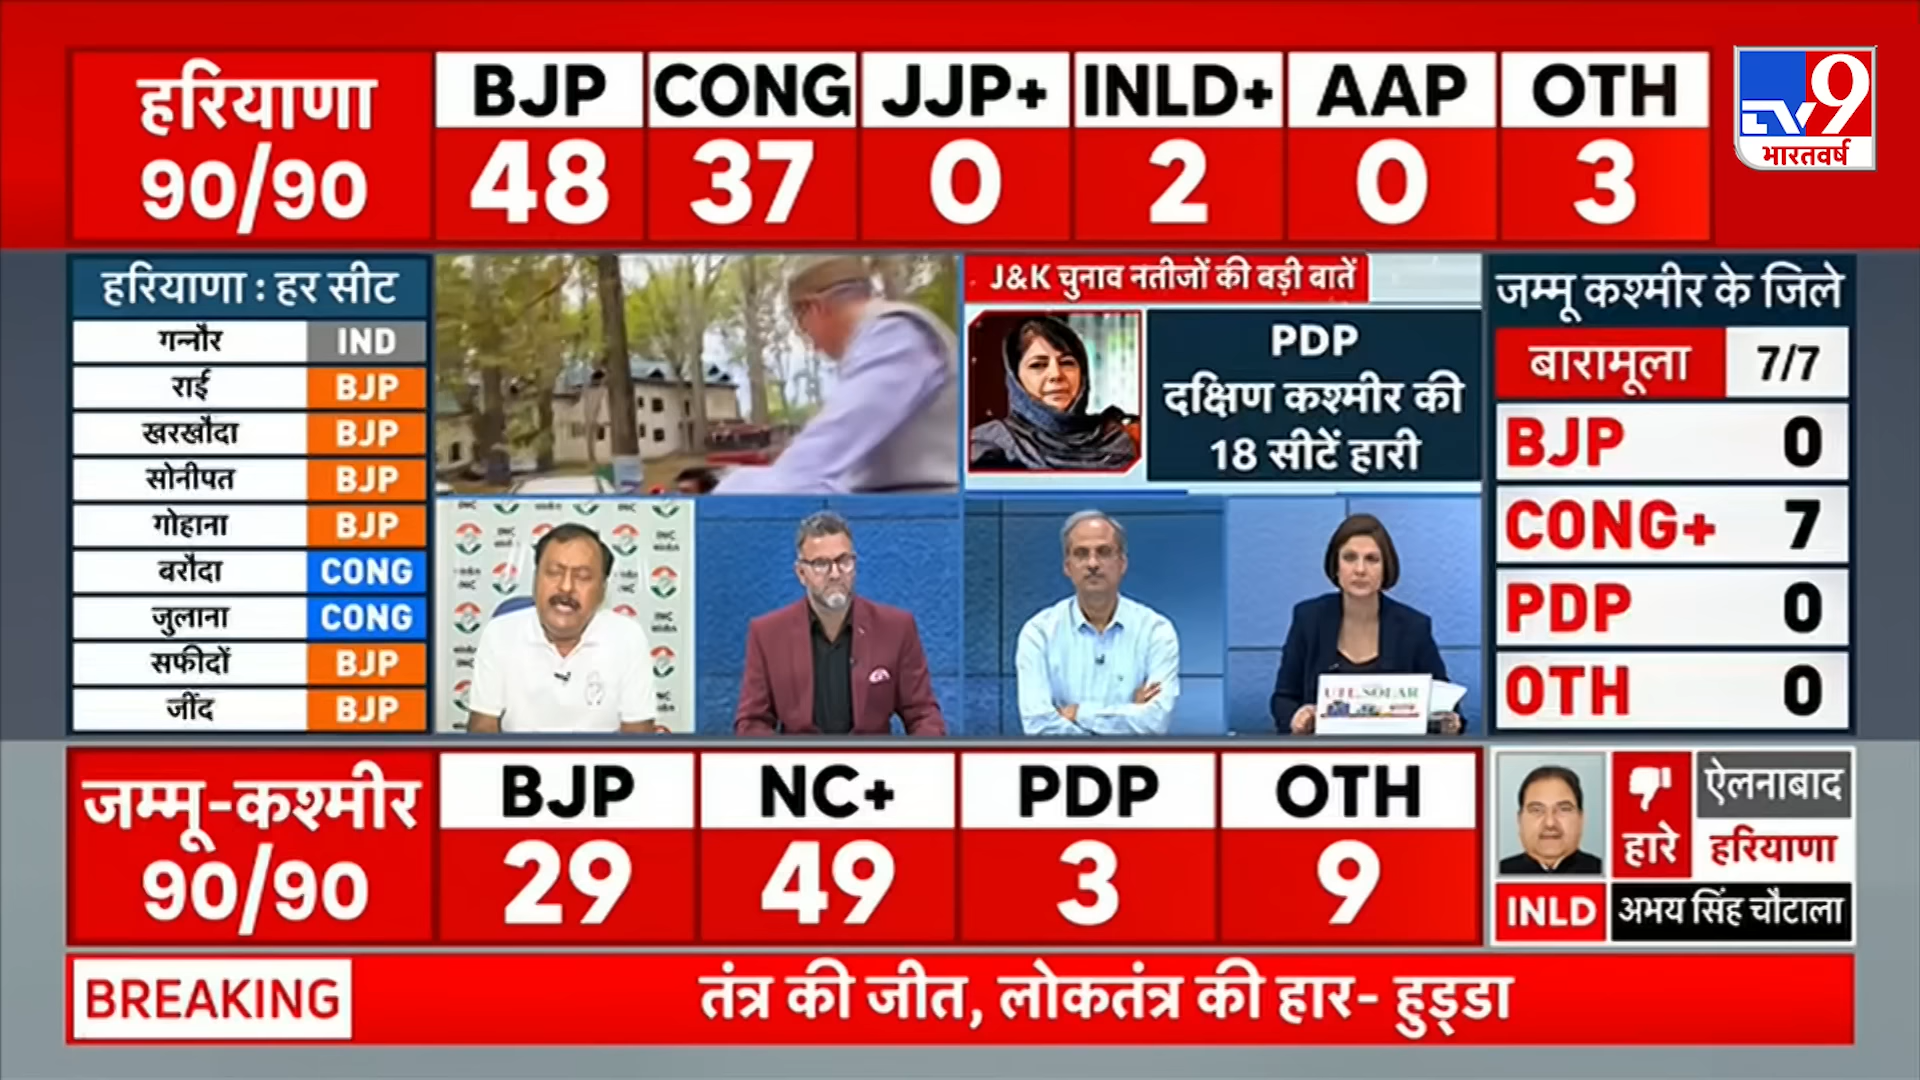 हरियाणा
90/90
BJP CONG JJP+ INLD+ AAP OTH
48 37 0 2 0 3
TV9
भारतवर्ष
हरियाणा : हर सीट
गन्नौर IND
राई BJP
खरखौदा BJP
सोनीपत BJP
गोहाना BJP
बरौदा CONG
जुलाना CONG
सफीदों BJP
जींद BJP
J&K चुनाव नतीजों की बड़ी बातें
PDP
दक्षिण कश्मीर की
18 सीटें हारी
INC
UTL SOLAR
जम्मू कश्मीर के जिले
बारामूला 7/7
BJP 0
CONG+ 7
PDP 0
OTH 0
जम्मू-कश्मीर
90/90
BJP NC+ PDP OTH
29 49 3 9
हारे
ऐलनाबाद
हरियाणा
INLD अभय सिंह चौटाला
BREAKING तंत्र की जीत, लोकतंत्र की हार- हुड्डा